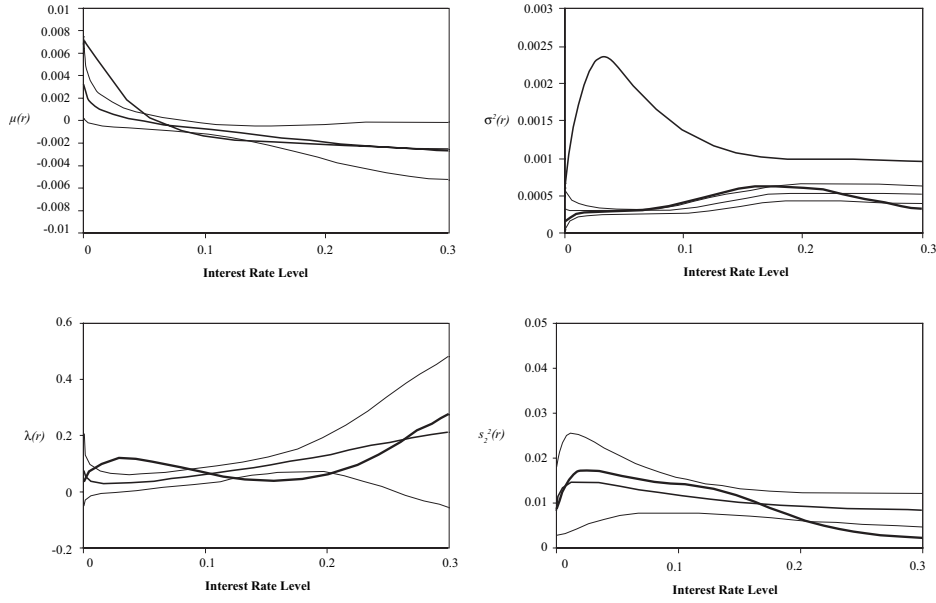 0.01
0.008
0.006
0.004
0.002
0
-0.002
-0.004
-0.006
-0.008
-0.01
μ(r)
0 0.1 0.2 0.3
Interest Rate Level
0.003
0.0025
0.002
0.0015
0.001
0.0005
0
σ²(r)
0 0.1 0.2 0.3
Interest Rate Level
0.6
0.4
0.2
0
-0.2
λ(r)
0 0.1 0.2 0.3
Interest Rate Level
0.05
0.04
0.03
0.02
0.01
0
s₂²(r)
0 0.1 0.2 0.3
Interest Rate Level